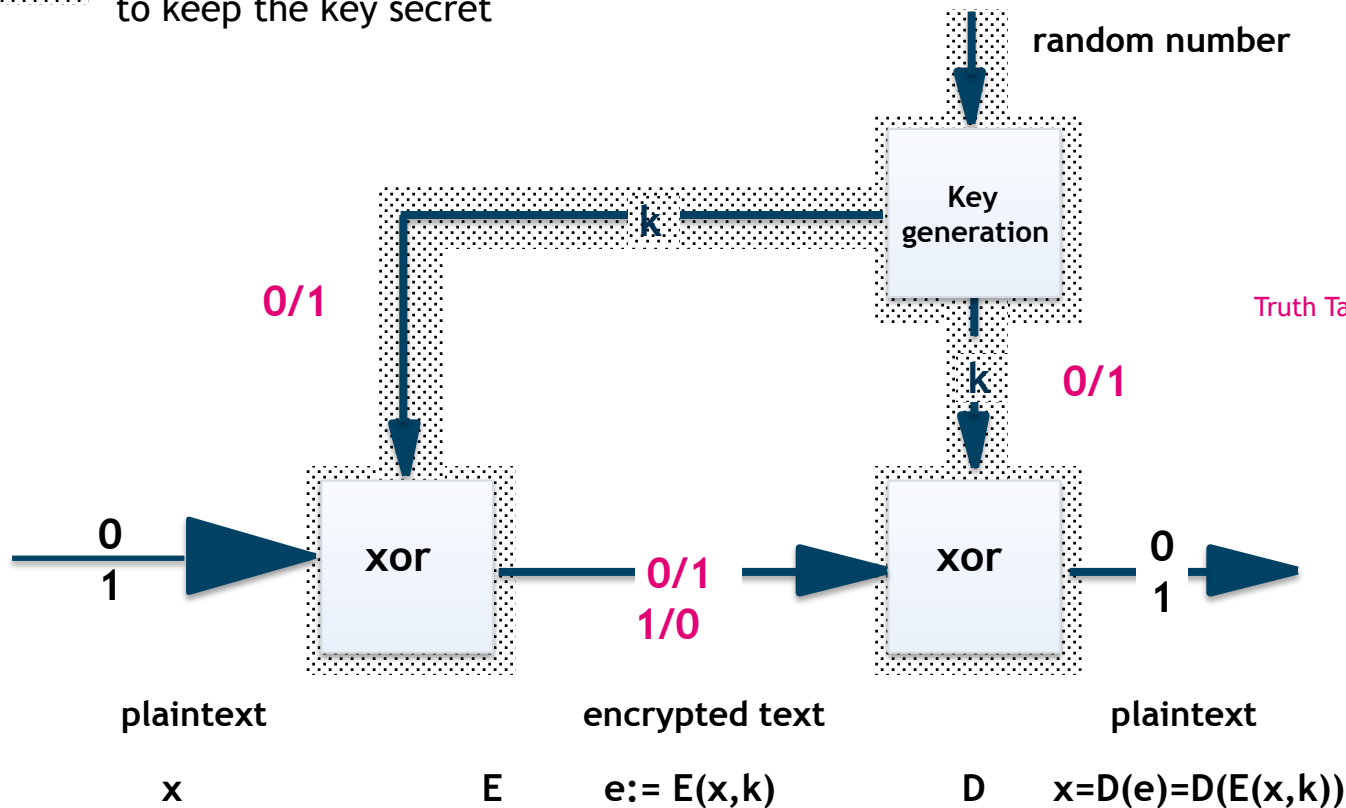 to keep the key secret
random number
Key
generation
k
0/1
Truth Ta
k
0/1
0
1
xor
0/1
1/0
xor
0
1
plaintext
encrypted text
plaintext
x
E
e:= E(x,k)
D
x=D(e)=D(E(x,k))